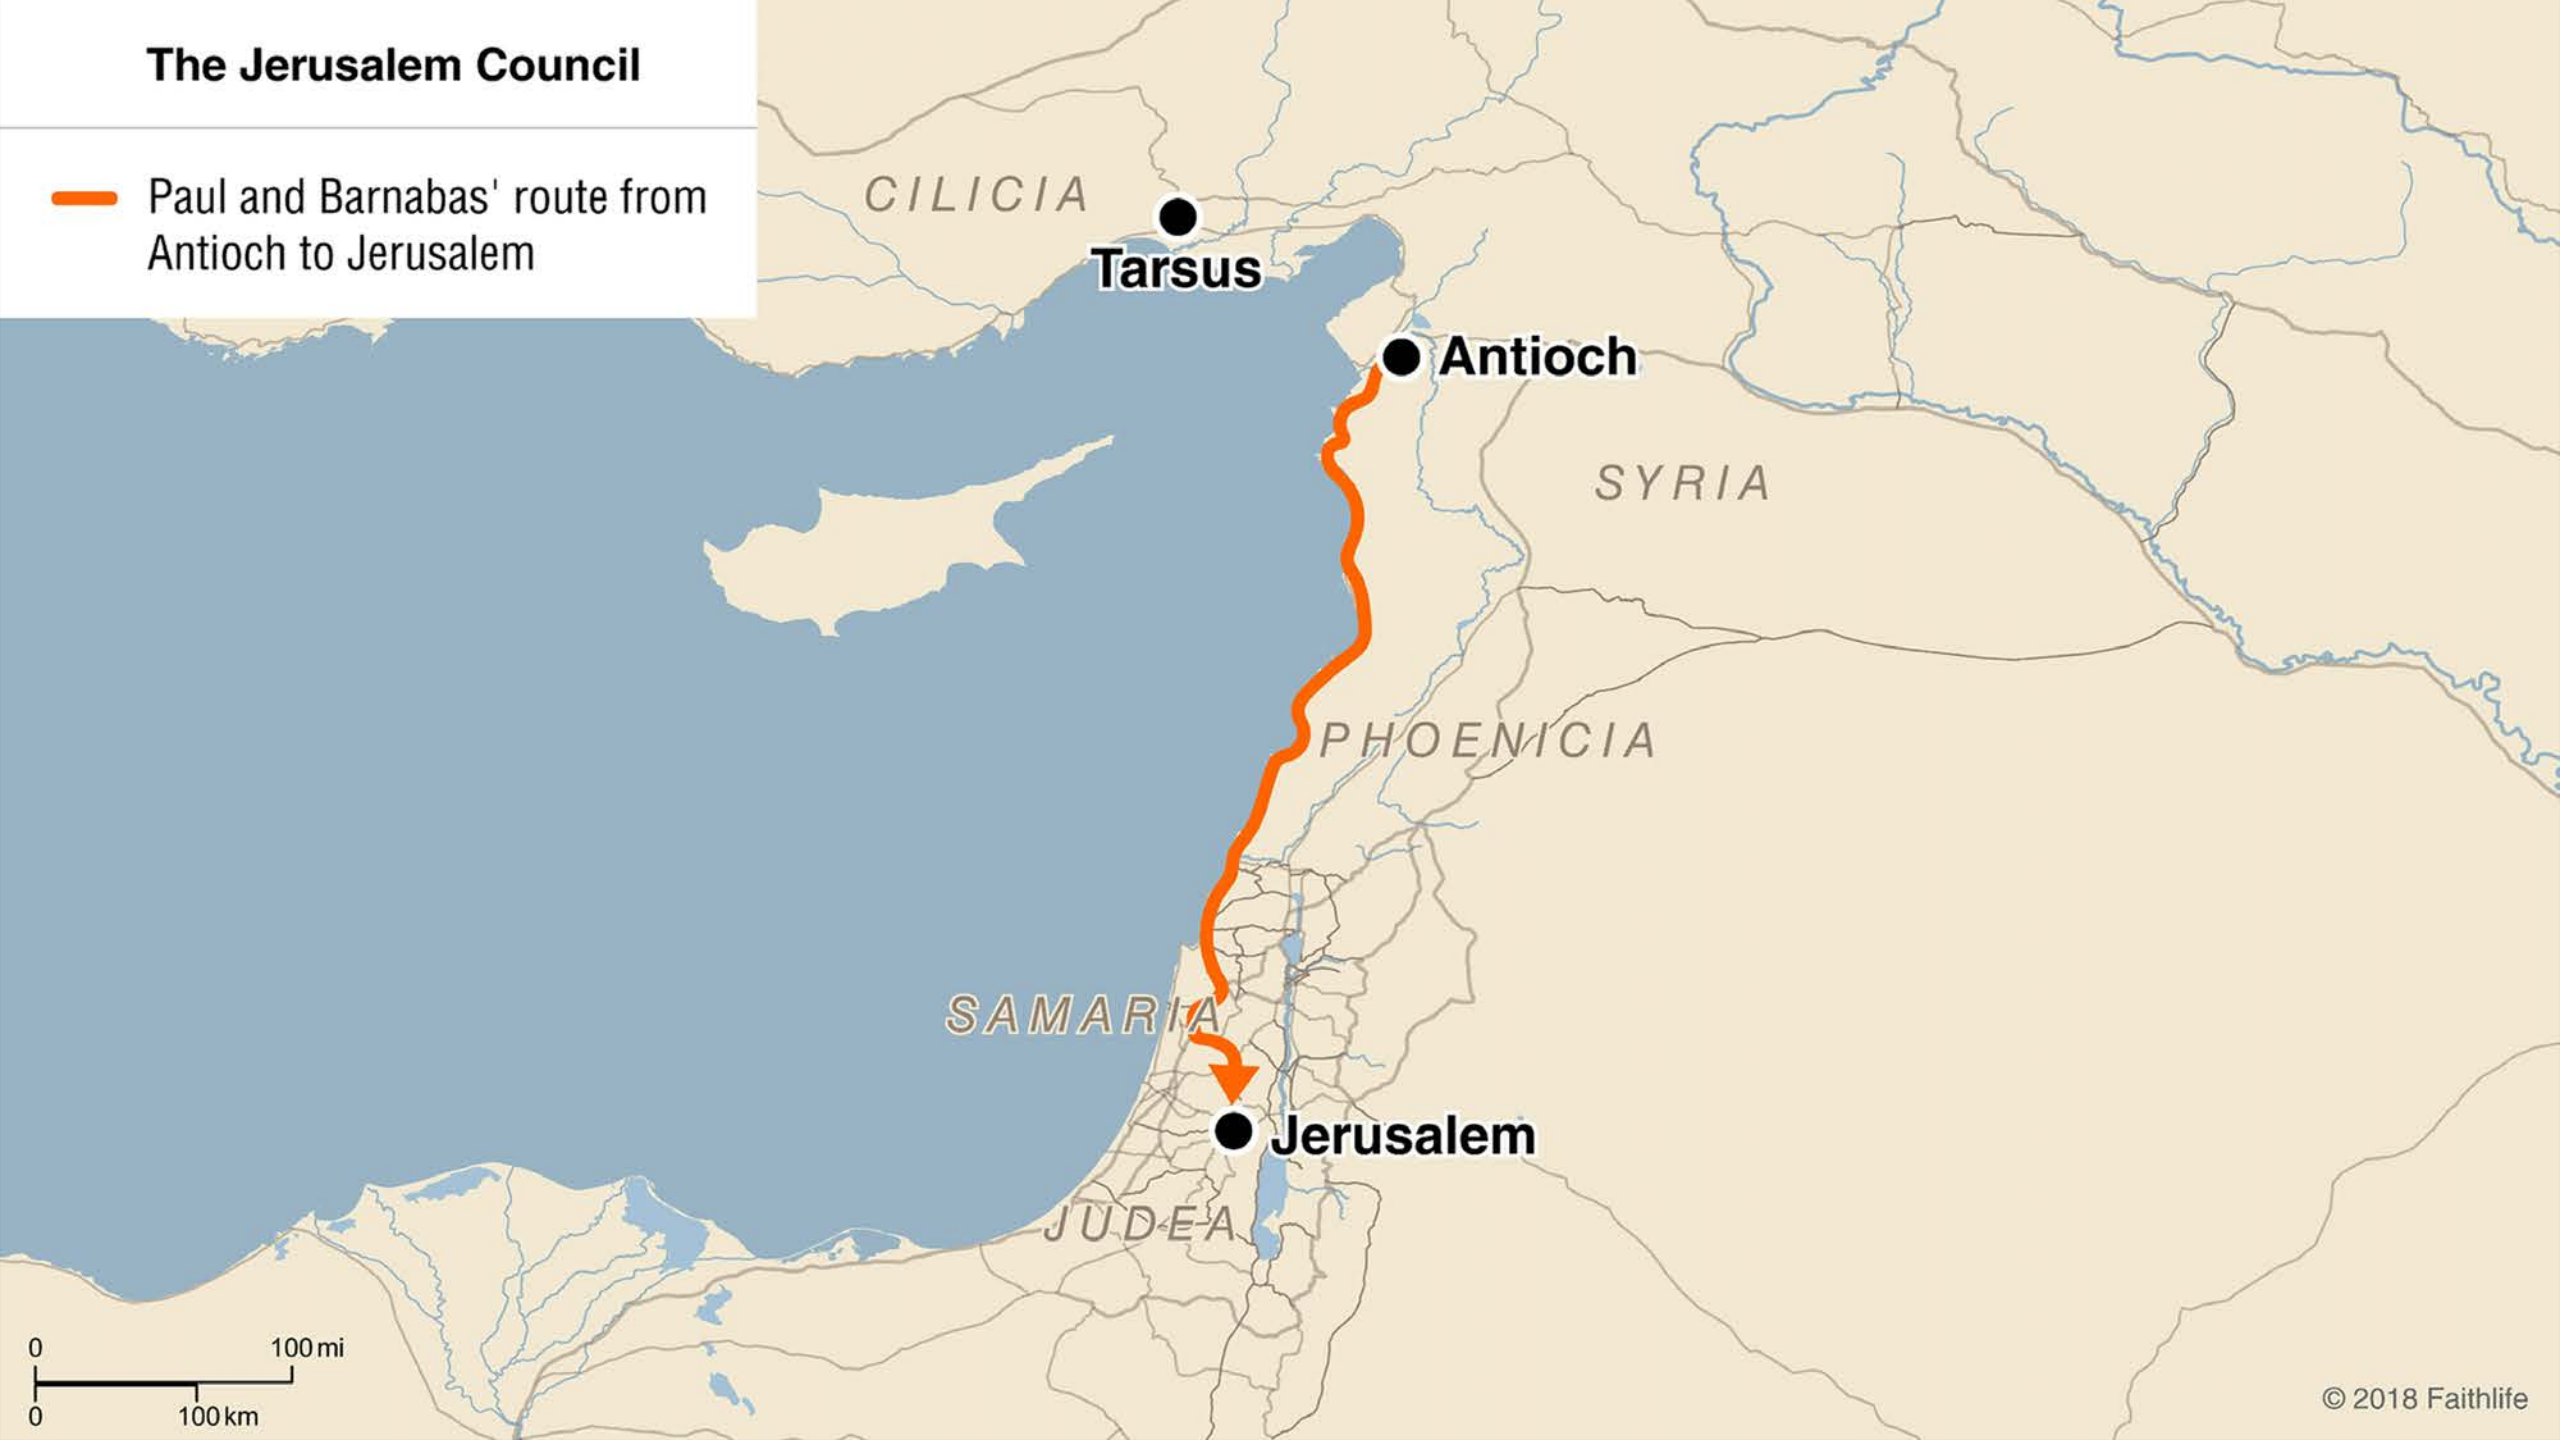 The Jerusalem Council
Paul and Barnabas' route from
Antioch to Jerusalem
CILICIA
Tarsus
Antioch
SYRIA
PHOENICIA
SAMARIA
Jerusalem
JUDEA
0 100 mi
0 100 km
© 2018 Faithlife